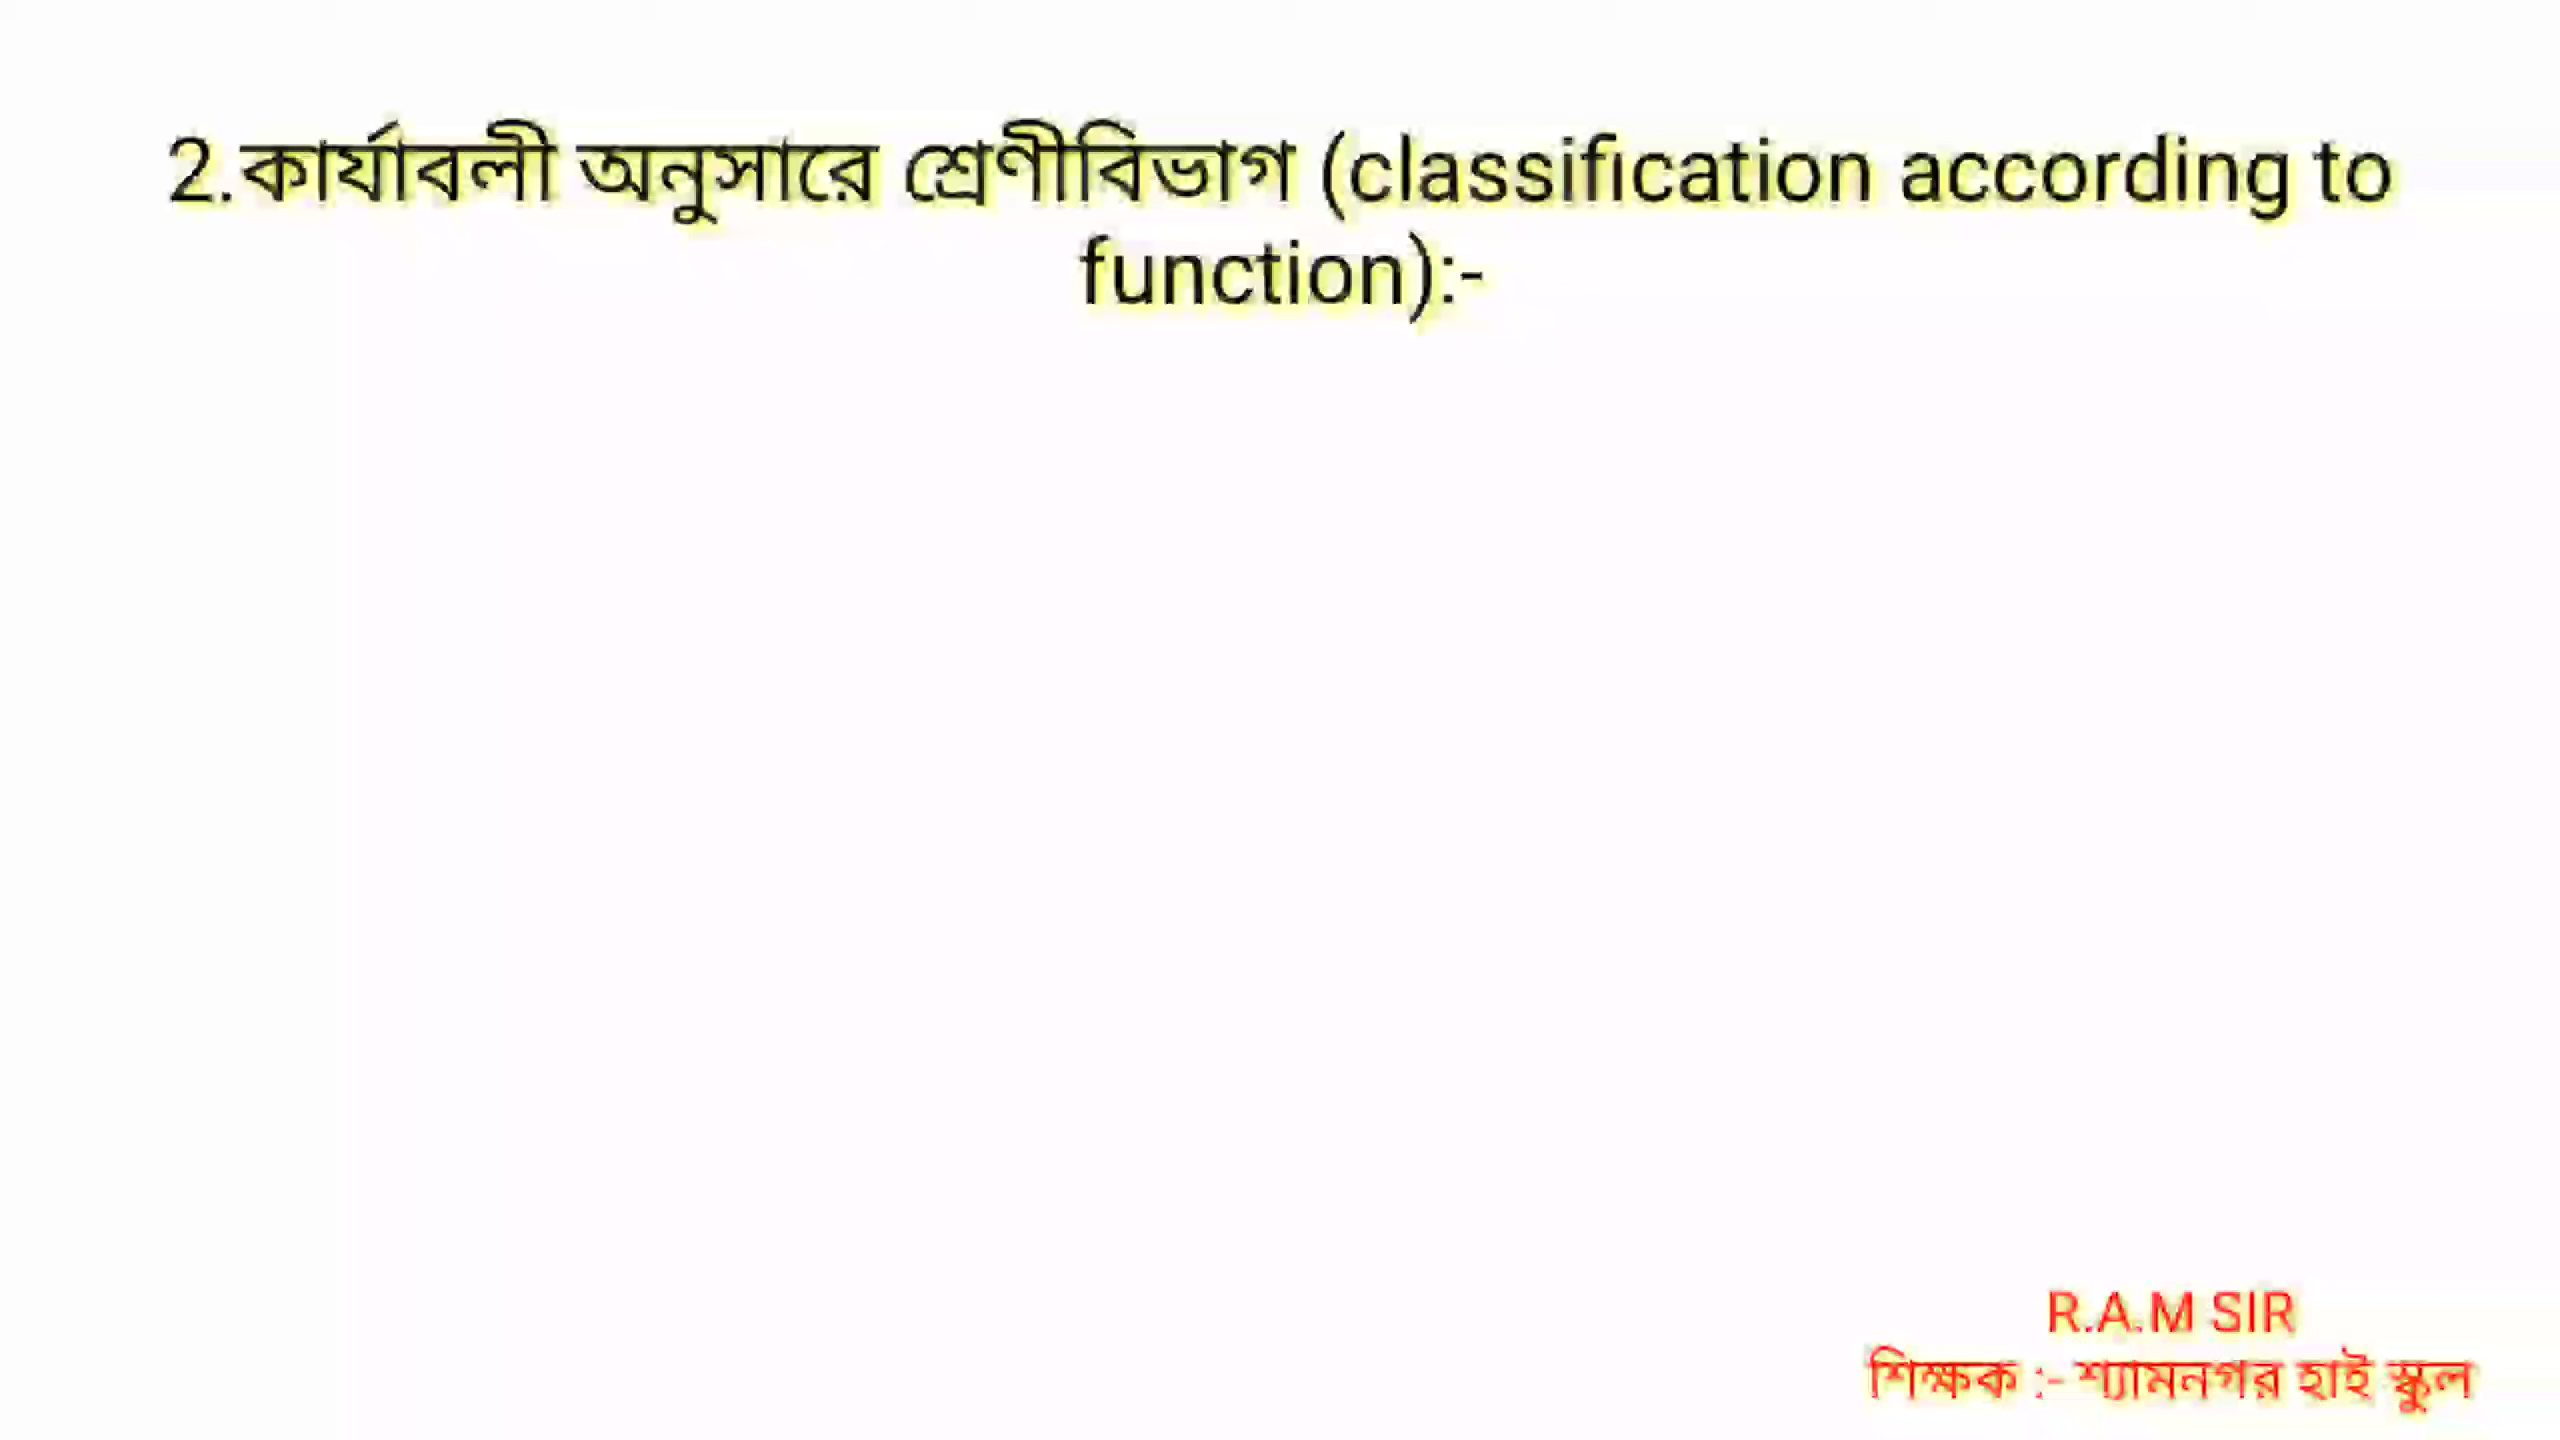 2.কার্যাবলী অনুসারে শ্রেণীবিভাগ (classification according to
function):-
R.A.M SIR
শিক্ষক :- শ্যামনগর হাই স্কুল